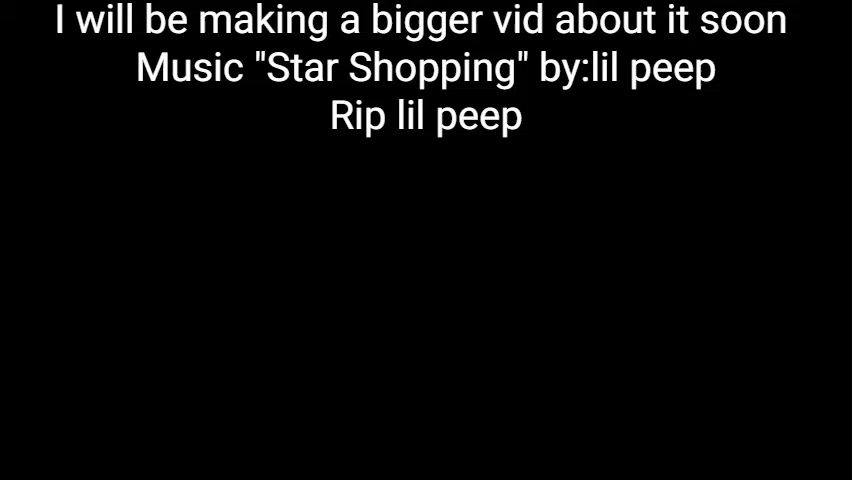 I will be making a bigger vid about it soon
Music "Star Shopping" by:lil peep
Rip lil peep